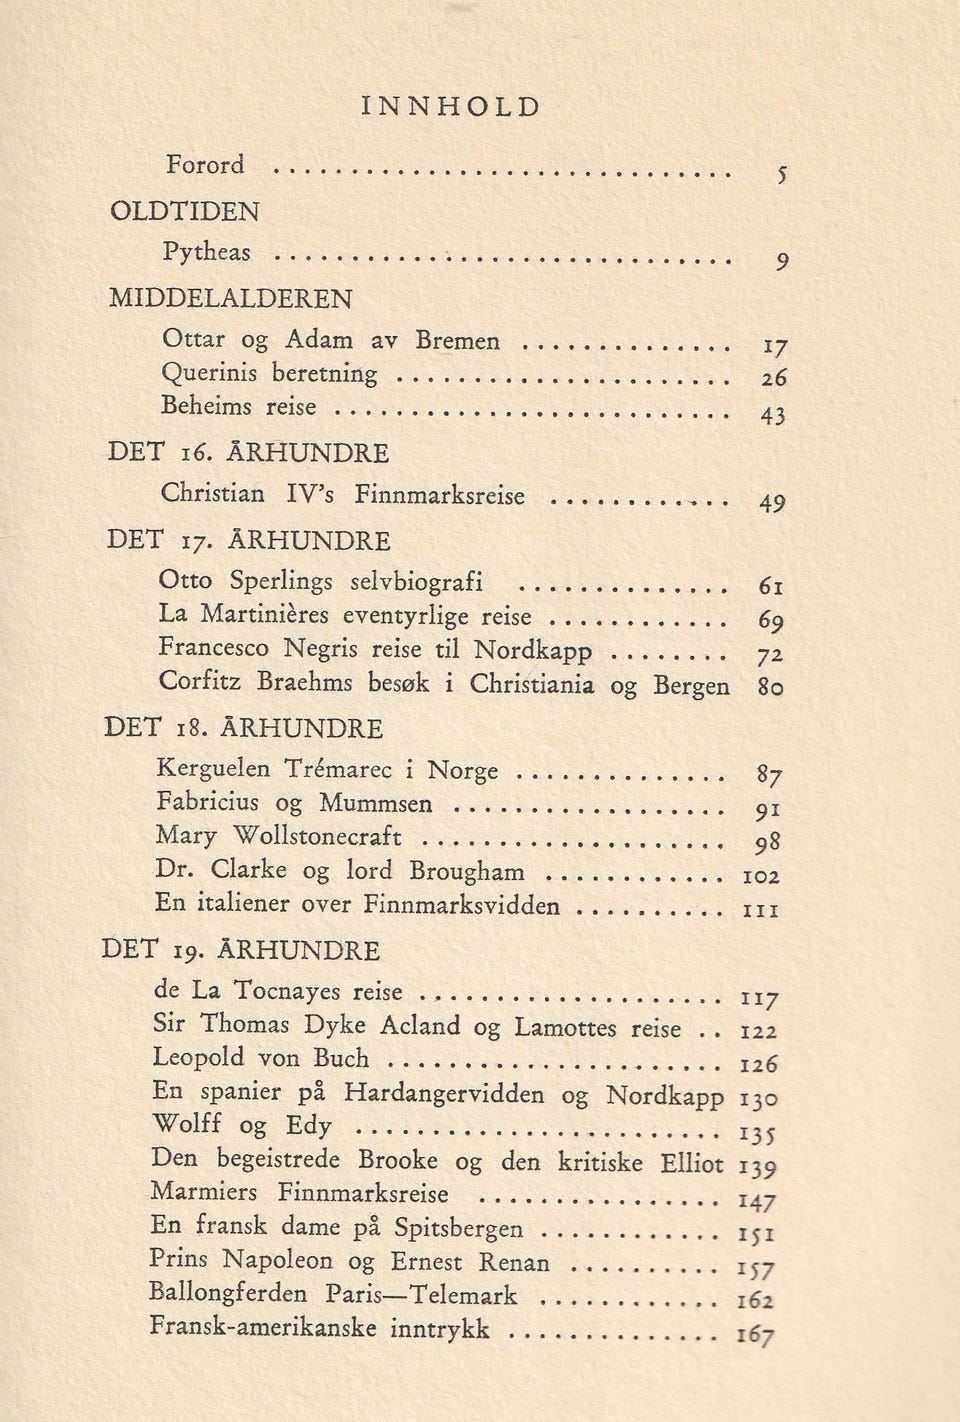 INNHOLD
Forord .............................. 5
OLDTIDEN
Pytheas .............................. 9
MIDDELALDEREN
Ottar og Adam av Bremen .............. 17
Querinis beretning ...................... 26
Beheims reise .......................... 43
DET 16. ÅRHUNDRE
Christian IV's Finnmarksreise ............ 49
DET 17. ÅRHUNDRE
Otto Sperlings selvbiografi .............. 61
La Martinières eventyrlige reise ............ 69
Francesco Negris reise til Nordkapp ........ 72
Corfitz Braehms besøk i Christiania og Bergen 80
DET 18. ÅRHUNDRE
Kerguelen Trémarec i Norge .............. 87
Fabricius og Mummsen .................. 91
Mary Wollstonecraft .................... 98
Dr. Clarke og lord Brougham ............ 102
En italiener over Finnmarksvidden .......... 111
DET 19. ÅRHUNDRE
de La Tocnayes reise .................... 117
Sir Thomas Dyke Acland og Lamottes reise .. 122
Leopold von Buch ...................... 126
En spanier på Hardangervidden og Nordkapp 130
Wolff og Edy ........................ 135
Den begeistrede Brooke og den kritiske Elliot 139
Marmiers Finnmarksreise ................ 147
En fransk dame på Spitsbergen ............ 151
Prins Napoleon og Ernest Renan .......... 157
Ballongferden Paris—Telemark ............ 162
Fransk-amerikanske inntrykk .............. 167